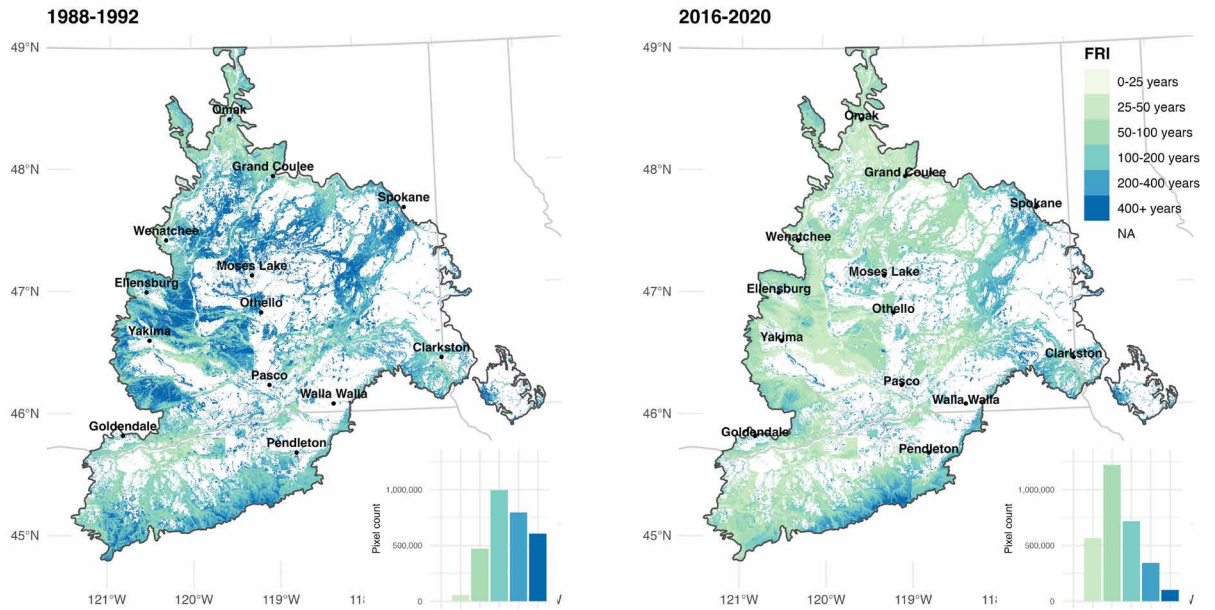 1988-1992
2016-2020
49°N
48°N
47°N
46°N
45°N
121°W
120°W
119°W
Omak
Grand Coulee
Spokane
Wenatchee
Moses Lake
Ellensburg
Othello
Yakima
Clarkston
Pasco
Walla Walla
Goldendale
Pendleton
Pixel count
1,000,000
500,000
0
49°N
48°N
47°N
46°N
45°N
121°W
120°W
119°W
Omak
Grand Coulee
Spokane
Wenatchee
Moses Lake
Ellensburg
Othello
Yakima
Clarkston
Pasco
Walla Walla
Goldendale
Pendleton
FRI
0-25 years
25-50 years
50-100 years
100-200 years
200-400 years
400+ years
NA
Pixel count
1,000,000
500,000
0